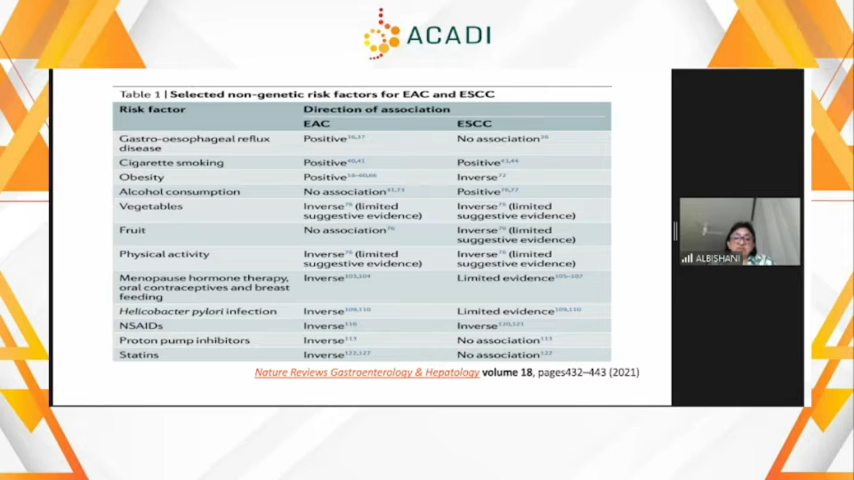 ACADI
Table 1 | Selected non-genetic risk factors for EAC and ESCC
Risk factor Direction of association
EAC ESCC
Gastro-oesophageal reflux disease Positive No association
Cigarette smoking Positive Positive
Obesity Positive Inverse
Alcohol consumption No association Positive
Vegetables Inverse (limited suggestive evidence) Inverse (limited suggestive evidence)
Fruit No association Inverse (limited suggestive evidence)
Physical activity Inverse (limited suggestive evidence) Inverse (limited suggestive evidence)
Menopause hormone therapy, oral contraceptives and breast feeding Inverse Limited evidence
Helicobacter pylori infection Inverse Limited evidence
NSAIDs Inverse Inverse
Proton pump inhibitors Inverse No association
Statins Inverse No association
Nature Reviews Gastroenterology & Hepatology volume 18, pages432–443 (2021)
ALBISHANI